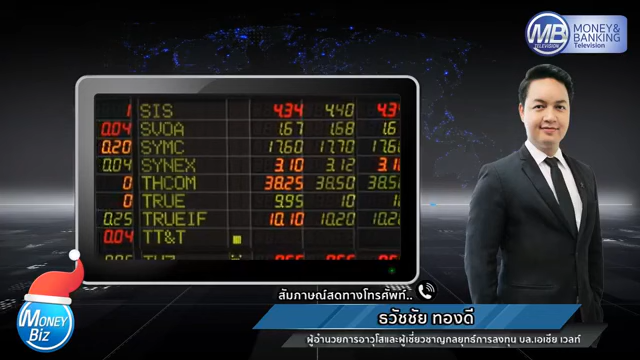 MB
TELEVISION
MONEY&
BANKING
Television
1 SIS 4.34 4.40
0.04 SVOA 1.67 1.68
0.20 SYMC 17.60 17.70
0.04 SYNEX 3.10 3.12
0 THCOM 38.25 38.50
0 TRUE 9.95 10
0.25 TRUEIF 10.10 10.20
0.04 TT&T
สัมภาษณ์สดทางโทรศัพท์..
ธวัชชัย ทองดี
ผู้อำนวยการอาวุโสและผู้เชี่ยวชาญกลยุทธ์การลงทุน บล.เอเซีย เวลท์
MONEY
Biz